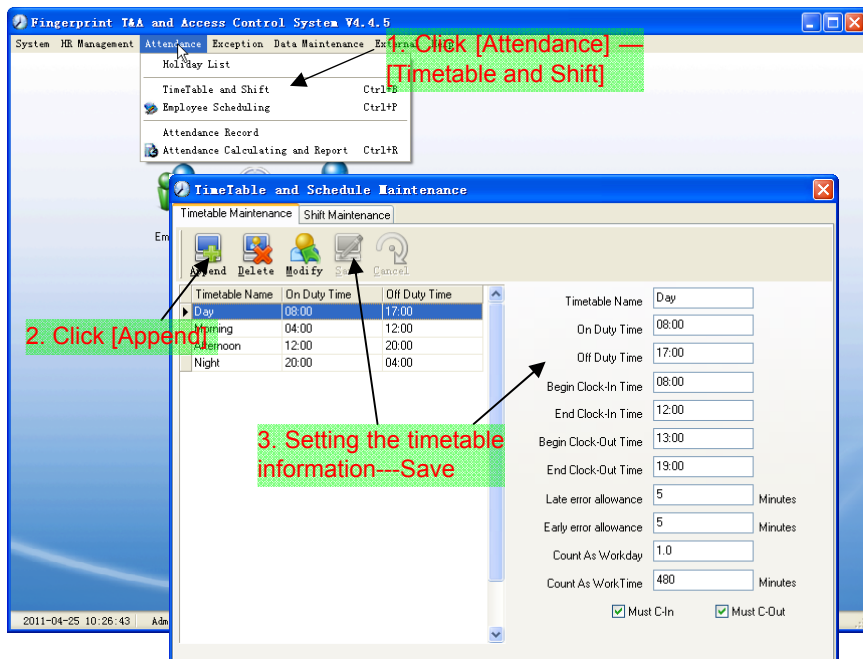 Fingerprint T&A and Access Control System V4.4.5
System HR Management Attendance Exception Data Maintenance External Help
1. Click [Attendance] —
[Timetable and Shift]
Holiday List
TimeTable and Shift Ctrl+B
Employee Scheduling Ctrl+P
Attendance Record
Attendance Calculating and Report Ctrl+R
TimeTable and Schedule Maintenance
Timetable Maintenance Shift Maintenance
Em
Append Delete Modify Save Cancel
Timetable Name On Duty Time Off Duty Time
Day 08:00 17:00
Morning 04:00 12:00
Afternoon 12:00 20:00
Night 20:00 04:00
2. Click [Append]
3. Setting the timetable
information---Save
Timetable Name Day
On Duty Time 08:00
Off Duty Time 17:00
Begin Clock-In Time 08:00
End Clock-In Time 12:00
Begin Clock-Out Time 13:00
End Clock-Out Time 19:00
Late error allowance 5 Minutes
Early error allowance 5 Minutes
Count As Workday 1.0
Count As WorkTime 480 Minutes
Must C-In Must C-Out
2011-04-25 10:26:43 Adm